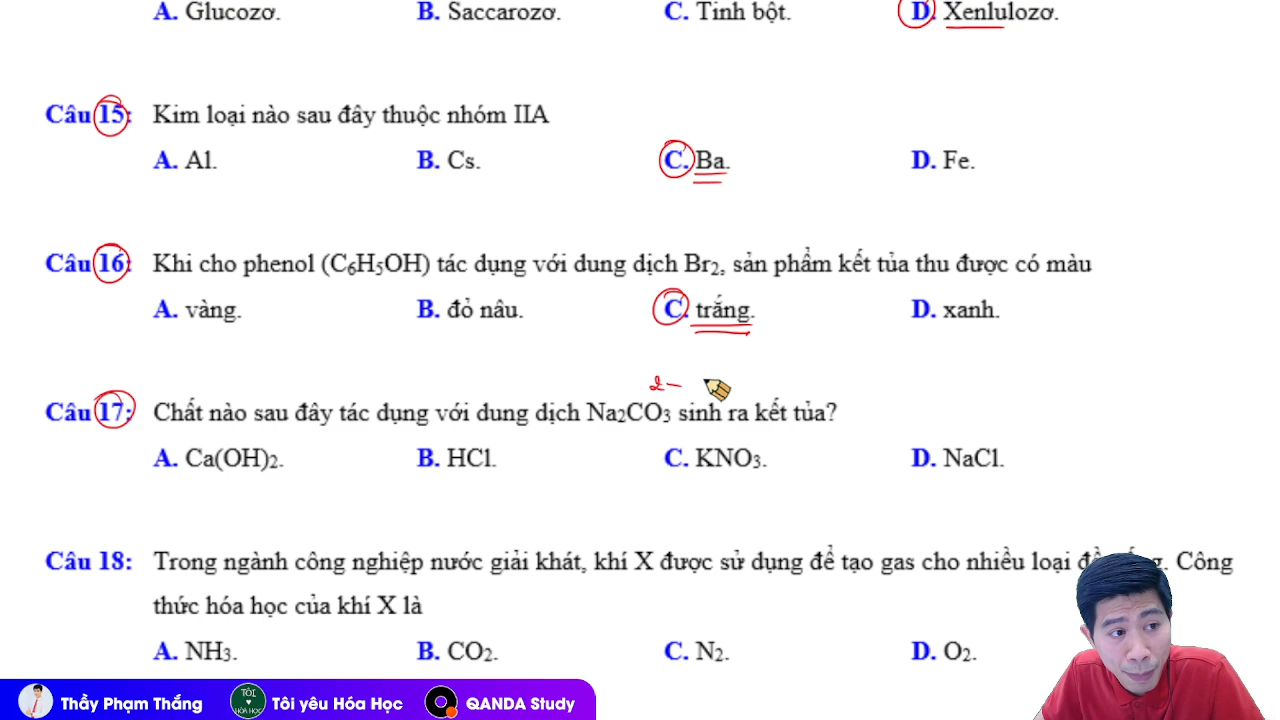 A. Glucozơ. B. Saccarozơ. C. Tinh bột. D. Xenlulozơ.
Câu 15: Kim loại nào sau đây thuộc nhóm IIA
A. Al. B. Cs. C. Ba. D. Fe.
Câu 16: Khi cho phenol (C6H5OH) tác dụng với dung dịch Br2, sản phẩm kết tủa thu được có màu
A. vàng. B. đỏ nâu. C. trắng. D. xanh.
2-
Câu 17: Chất nào sau đây tác dụng với dung dịch Na2CO3 sinh ra kết tủa?
A. Ca(OH)2. B. HCl. C. KNO3. D. NaCl.
Câu 18: Trong ngành công nghiệp nước giải khát, khí X được sử dụng để tạo gas cho nhiều loại Công
thức hóa học của khí X là
A. NH3. B. CO2. C. N2. D. O2.
Thầy Phạm Thắng TÔI YÊU HÓA HỌC Tôi yêu Hóa Học QANDA Study